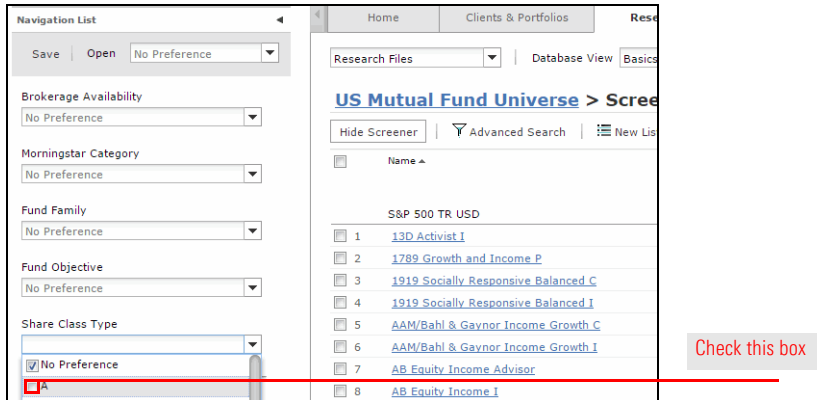 Navigation List
Save Open No Preference
Brokerage Availability
No Preference
Morningstar Category
No Preference
Fund Family
No Preference
Fund Objective
No Preference
Share Class Type
No Preference
A
Home Clients & Portfolios Rese
Research Files Database View Basics
US Mutual Fund Universe > Scree
Hide Screener Advanced Search New Lis
Name
S&P 500 TR USD
1 13D Activist I
2 1789 Growth and Income P
3 1919 Socially Responsive Balanced C
4 1919 Socially Responsive Balanced I
5 AAM/Bahl & Gaynor Income Growth C
6 AAM/Bahl & Gaynor Income Growth I
7 AB Equity Income Advisor
8 AB Equity Income I
Check this box